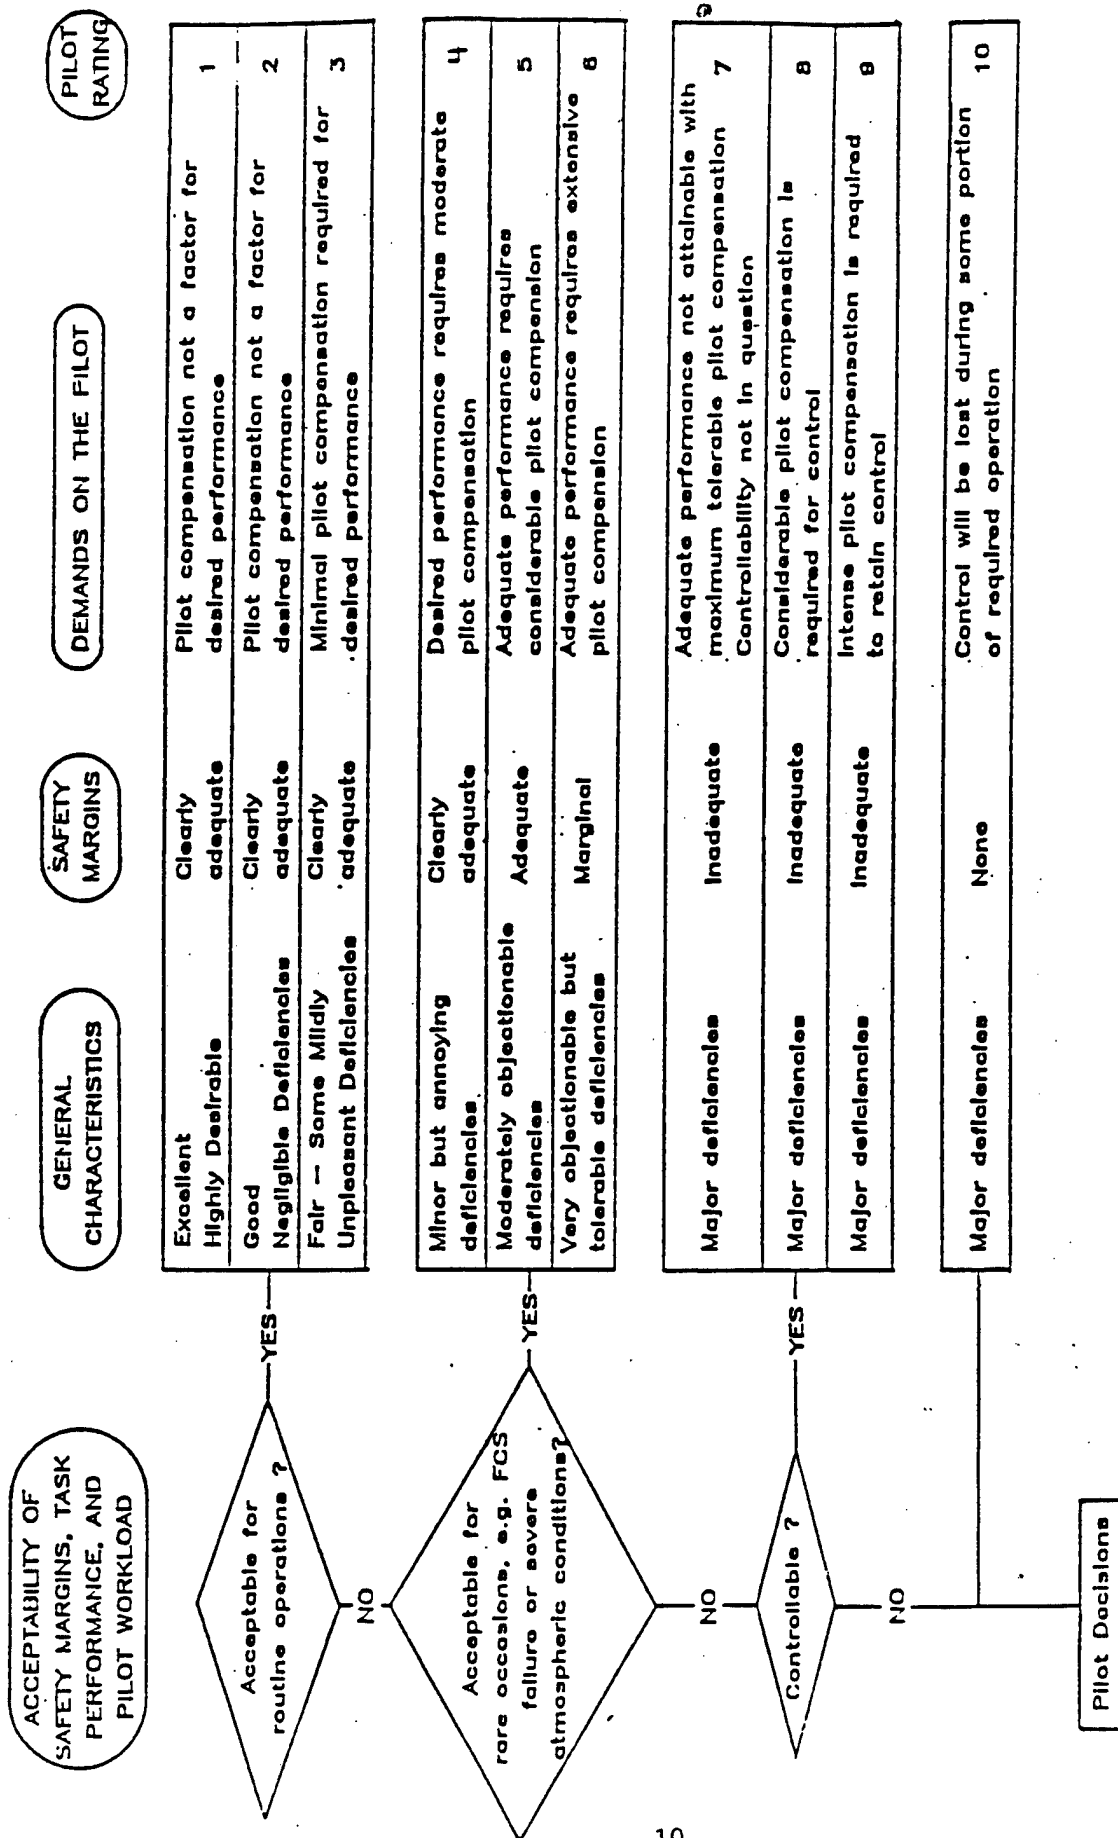 ACCEPTABILITY OF
SAFETY MARGINS, TASK
PERFORMANCE, AND
PILOT WORKLOAD
GENERAL
CHARACTERISTICS
SAFETY
MARGINS
DEMANDS ON THE PILOT
PILOT
RATING
Acceptable for
routine operations ?
YES
Excellent
Highly Desirable
Clearly
adequate
Pilot compensation not a factor for
desired performance
1
Good
Negligible Deficiencies
Clearly
adequate
Pilot compensation not a factor for
desired performance
2
Fair — Some Mildly
Unpleasant Deficiencies
Clearly
adequate
Minimal pilot compensation required for
desired performance
3
NO
Acceptable for
rare occasions, e.g. FCS
failure or severe
atmospheric conditions?
YES
Minor but annoying
deficiencies
Clearly
adequate
Desired performance requires moderate
pilot compensation
4
Moderately objectionable
deficiencies
Adequate
Adequate performance requires
considerable pilot compension
5
Very objectionable but
tolerable deficiencies
Marginal
Adequate performance requires extensive
pilot compension
6
NO
Controllable ?
YES
Major deficiencies
Inadequate
Adequate performance not attainable with
maximum tolerable pilot compensation
Controllability not in question
7
Major deficiencies
Inadequate
Considerable pilot compensation is
required for control
8
Major deficiencies
Inadequate
Intense pilot compensation is required
to retain control
9
NO
Major deficiencies
None
Control will be lost during some portion
of required operation
10
Pilot Decisions
10